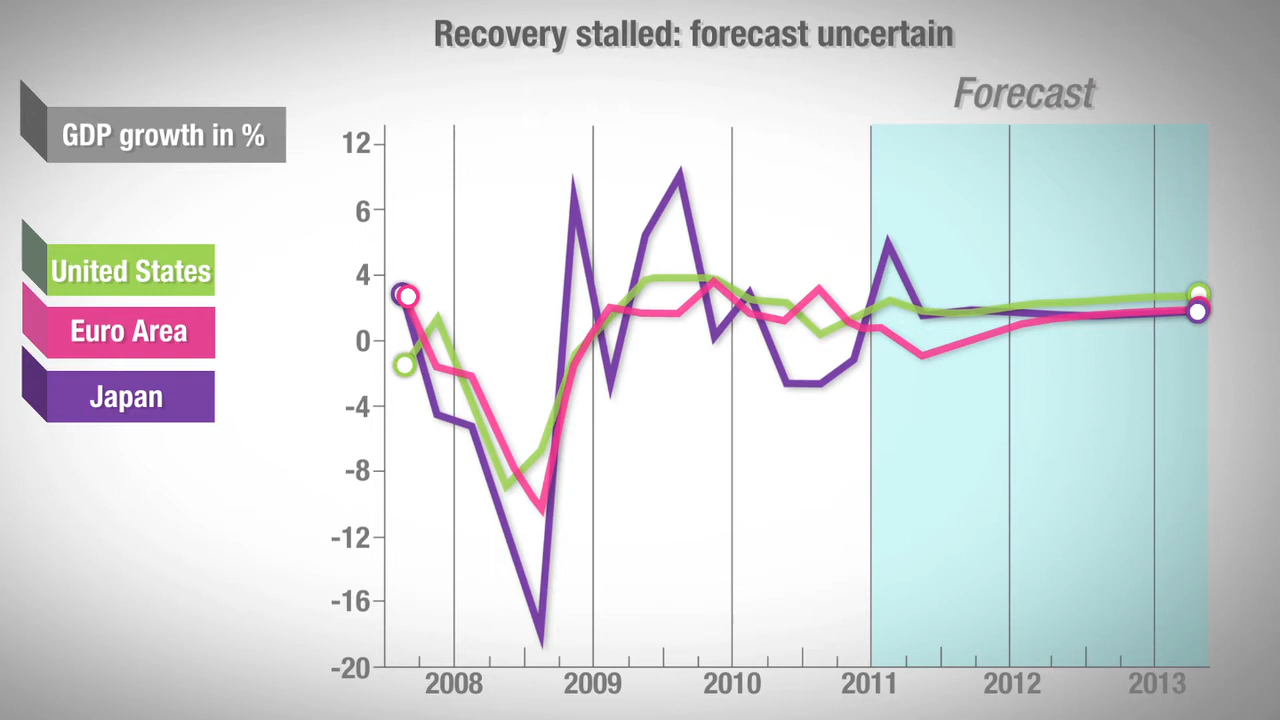 Recovery stalled: forecast uncertain
Forecast
GDP growth in %
United States
Euro Area
Japan
12
6
4
0
-4
-8
-12
-16
-20
2008 2009 2010 2011 2012 2013